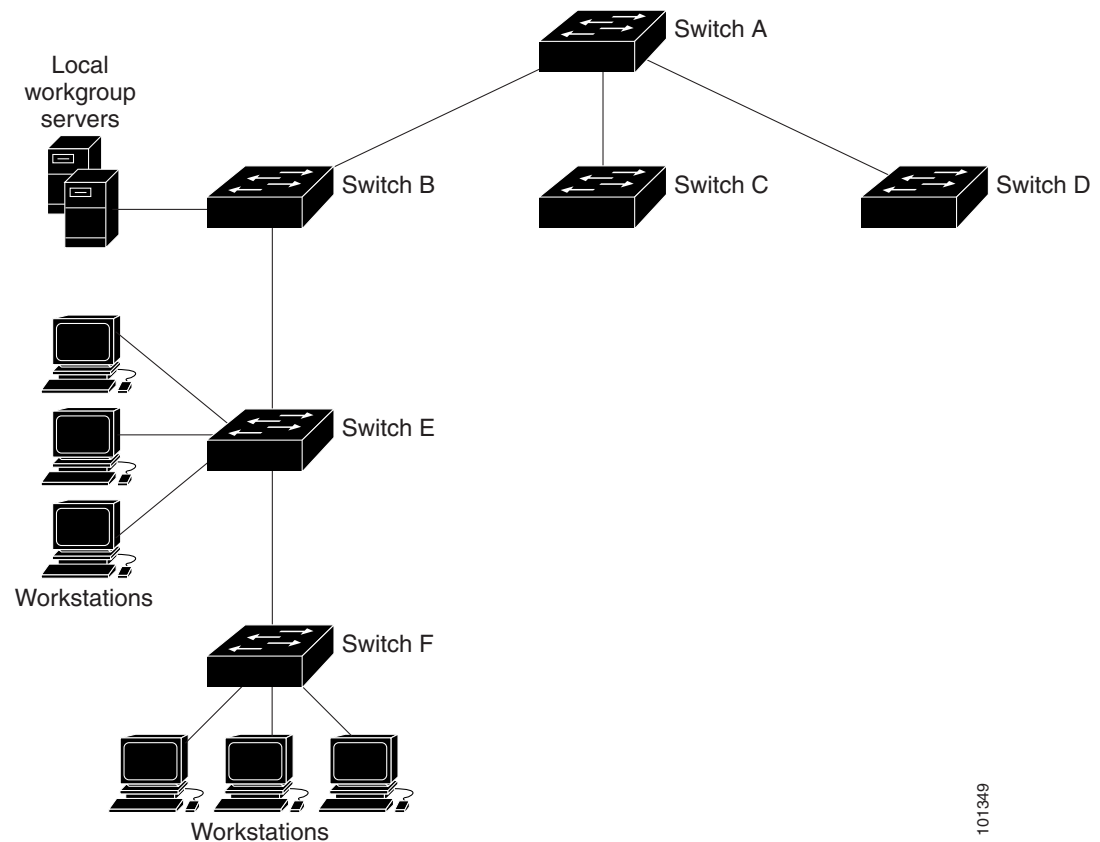 Switch A
Local
workgroup
servers
Switch B
Switch C
Switch D
Switch E
Workstations
Switch F
Workstations
101349